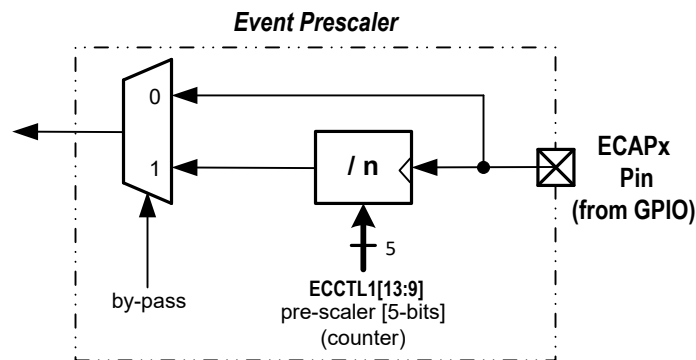 Event Prescaler
0
1
/ n
ECAPx
Pin
(from GPIO)
5
by-pass
ECCTL1[13:9]
pre-scaler [5-bits]
(counter)